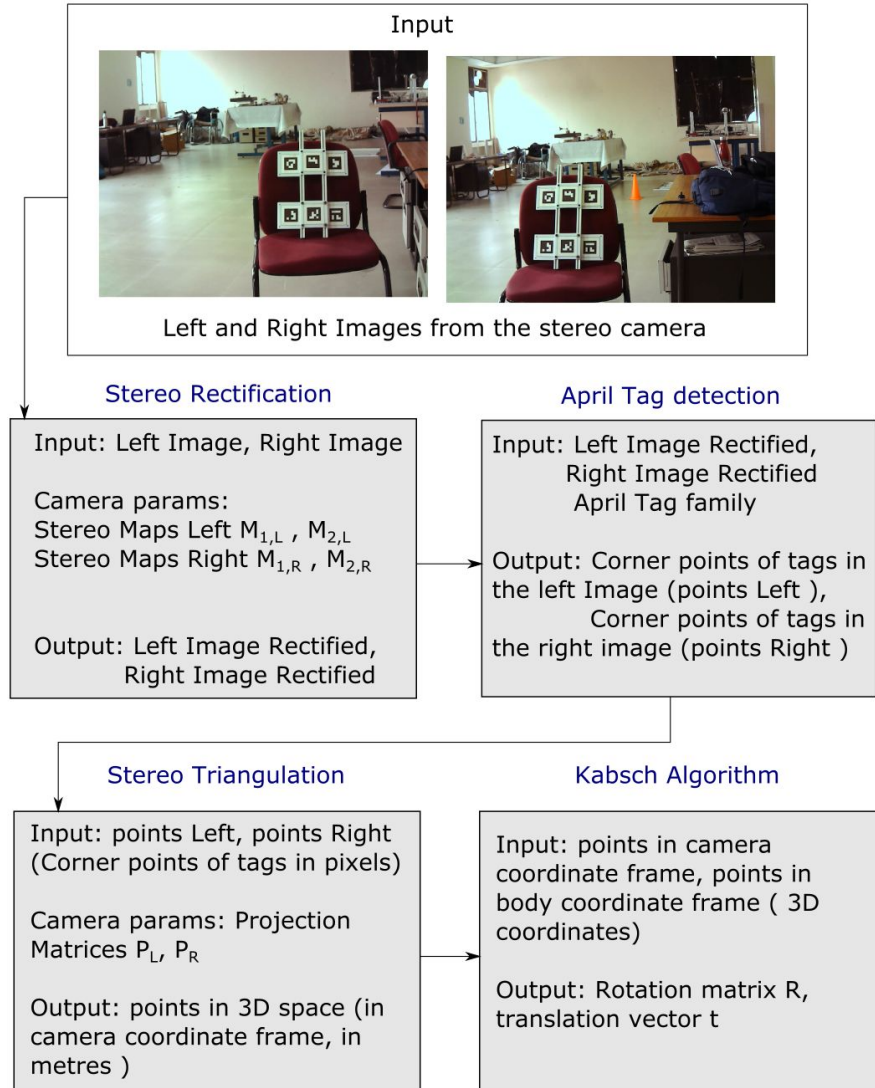 Input
Left and Right Images from the stereo camera
Stereo Rectification
Input: Left Image, Right Image
Camera params:
Stereo Maps Left M1,L , M2,L
Stereo Maps Right M1,R , M2,R
Output: Left Image Rectified,
Right Image Rectified
April Tag detection
Input: Left Image Rectified,
Right Image Rectified
April Tag family
Output: Corner points of tags in
the left Image (points Left ),
Corner points of tags in
the right image (points Right )
Stereo Triangulation
Input: points Left, points Right
(Corner points of tags in pixels)
Camera params: Projection
Matrices PL, PR
Output: points in 3D space (in
camera coordinate frame, in
metres )
Kabsch Algorithm
Input: points in camera
coordinate frame, points in
body coordinate frame ( 3D
coordinates)
Output: Rotation matrix R,
translation vector t